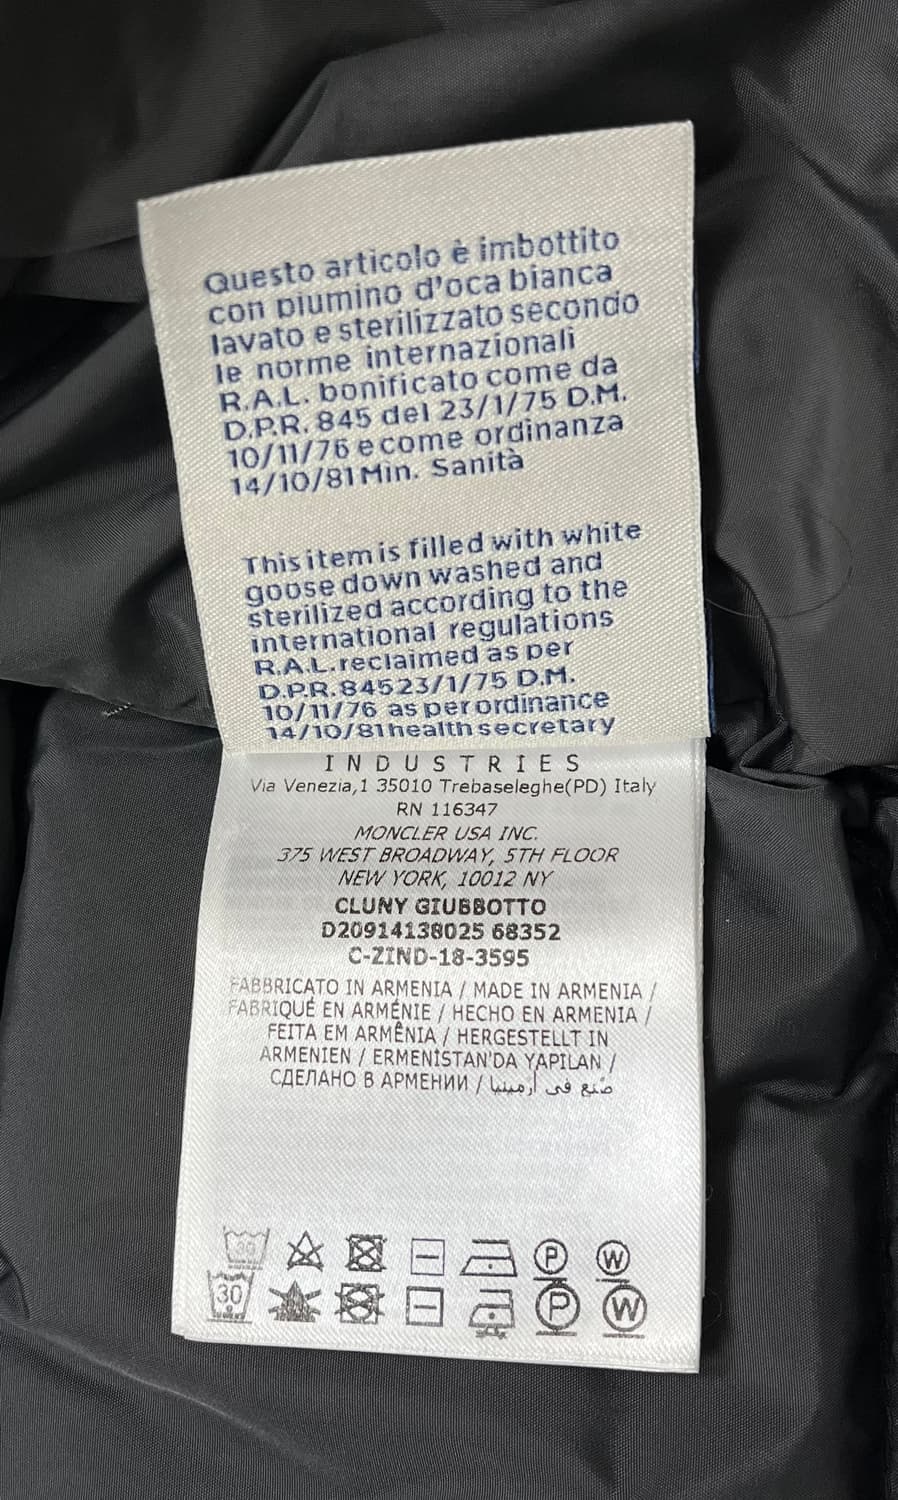 Questo articolo è imbottito
con piumino d'oca bianca
lavato e sterilizzato secondo
le norme internazionali
R.A.L. bonificato come da
D.P.R. 845 del 23/1/75 D.M.
10/11/76 e come ordinanza
14/10/81 Min. Sanità
This item is filled with white
goose down washed and
sterilized according to the
international regulations
R.A.L. reclaimed as per
D.P.R. 845 23/1/75 D.M.
10/11/76 as per ordinance
14/10/81 health secretary
INDUSTRIES
Via Venezia,1 35010 Trebaseleghe(PD) Italy
RN 116347
MONCLER USA INC.
375 WEST BROADWAY, 5TH FLOOR
NEW YORK, 10012 NY
CLUNY GIUBBOTTO
D20914138025 68352
C-ZIND-18-3595
FABBRICATO IN ARMENIA / MADE IN ARMENIA /
FABRIQUÉ EN ARMÉNIE / HECHO EN ARMENIA /
FEITA EM ARMÊNIA / HERGESTELLT IN
ARMENIEN / ERMENİSTAN'DA YAPILAN /
СДЕЛАНО В АРМЕНИИ / صُنع في أرمينيا
30 P W
30 P W